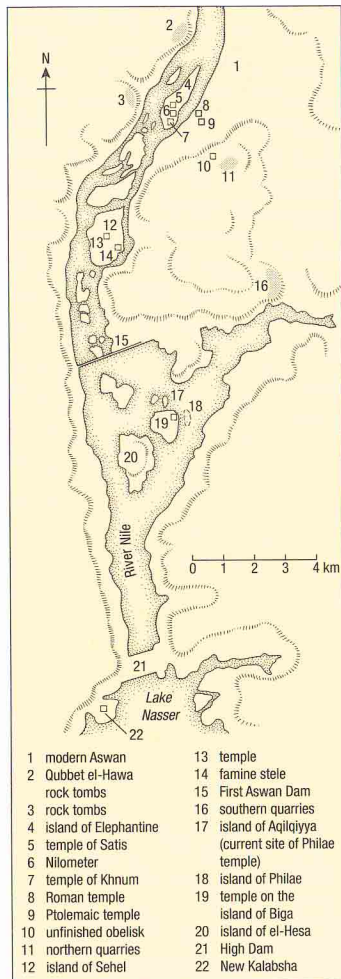 N
2
1
3
4
5
6
8
9
7
10
11
12
13
14
16
15
17
18
19
20
River Nile
0 1 2 3 4 km
21
Lake
Nasser
22
1 modern Aswan
2 Qubbet el-Hawa
rock tombs
3 rock tombs
4 island of Elephantine
5 temple of Satis
6 Nilometer
7 temple of Khnum
8 Roman temple
9 Ptolemaic temple
10 unfinished obelisk
11 northern quarries
12 island of Sehel
13 temple
14 famine stele
15 First Aswan Dam
16 southern quarries
17 island of Aqilqiyya
(current site of Philae
temple)
18 island of Philae
19 temple on the
island of Biga
20 island of el-Hesa
21 High Dam
22 New Kalabsha